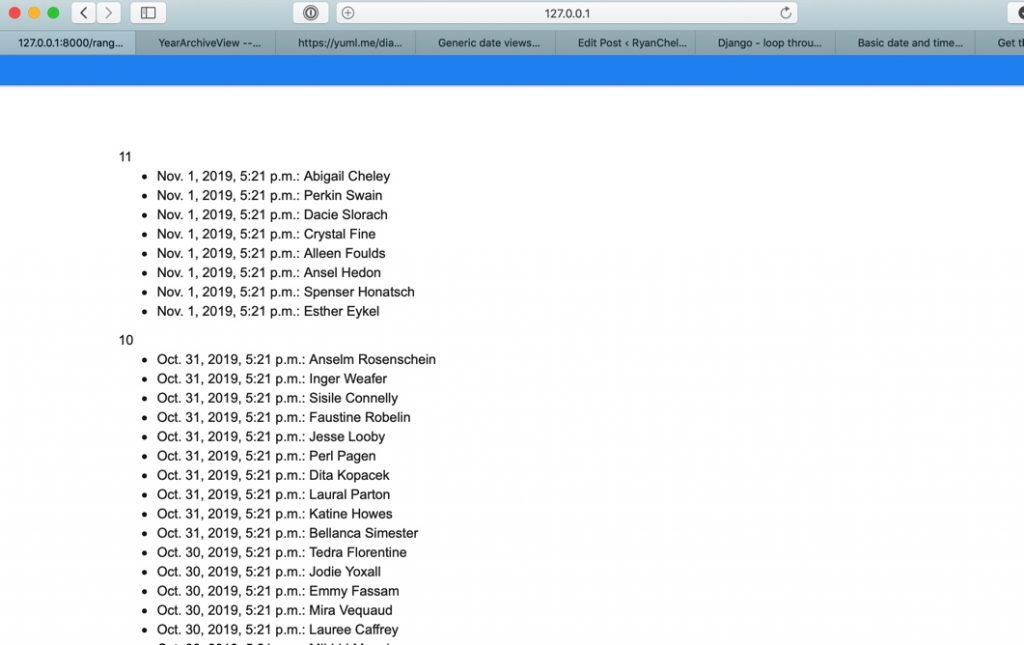 127.0.0.1
127.0.0.1:8000/rang...
YearArchiveView --...
https://yuml.me/dia...
Generic date views...
Edit Post ‹ RyanChel...
Django - loop throu...
Basic date and time...
Get t
11
• Nov. 1, 2019, 5:21 p.m.: Abigail Cheley
• Nov. 1, 2019, 5:21 p.m.: Perkin Swain
• Nov. 1, 2019, 5:21 p.m.: Dacie Slorach
• Nov. 1, 2019, 5:21 p.m.: Crystal Fine
• Nov. 1, 2019, 5:21 p.m.: Alleen Foulds
• Nov. 1, 2019, 5:21 p.m.: Ansel Hedon
• Nov. 1, 2019, 5:21 p.m.: Spenser Honatsch
• Nov. 1, 2019, 5:21 p.m.: Esther Eykel
10
• Oct. 31, 2019, 5:21 p.m.: Anselm Rosenschein
• Oct. 31, 2019, 5:21 p.m.: Inger Weafer
• Oct. 31, 2019, 5:21 p.m.: Sisile Connelly
• Oct. 31, 2019, 5:21 p.m.: Faustine Robelin
• Oct. 31, 2019, 5:21 p.m.: Jesse Looby
• Oct. 31, 2019, 5:21 p.m.: Perl Pagen
• Oct. 31, 2019, 5:21 p.m.: Dita Kopacek
• Oct. 31, 2019, 5:21 p.m.: Laural Parton
• Oct. 31, 2019, 5:21 p.m.: Katine Howes
• Oct. 31, 2019, 5:21 p.m.: Bellanca Simester
• Oct. 30, 2019, 5:21 p.m.: Tedra Florentine
• Oct. 30, 2019, 5:21 p.m.: Jodie Yoxall
• Oct. 30, 2019, 5:21 p.m.: Emmy Fassam
• Oct. 30, 2019, 5:21 p.m.: Mira Vequaud
• Oct. 30, 2019, 5:21 p.m.: Lauree Caffrey